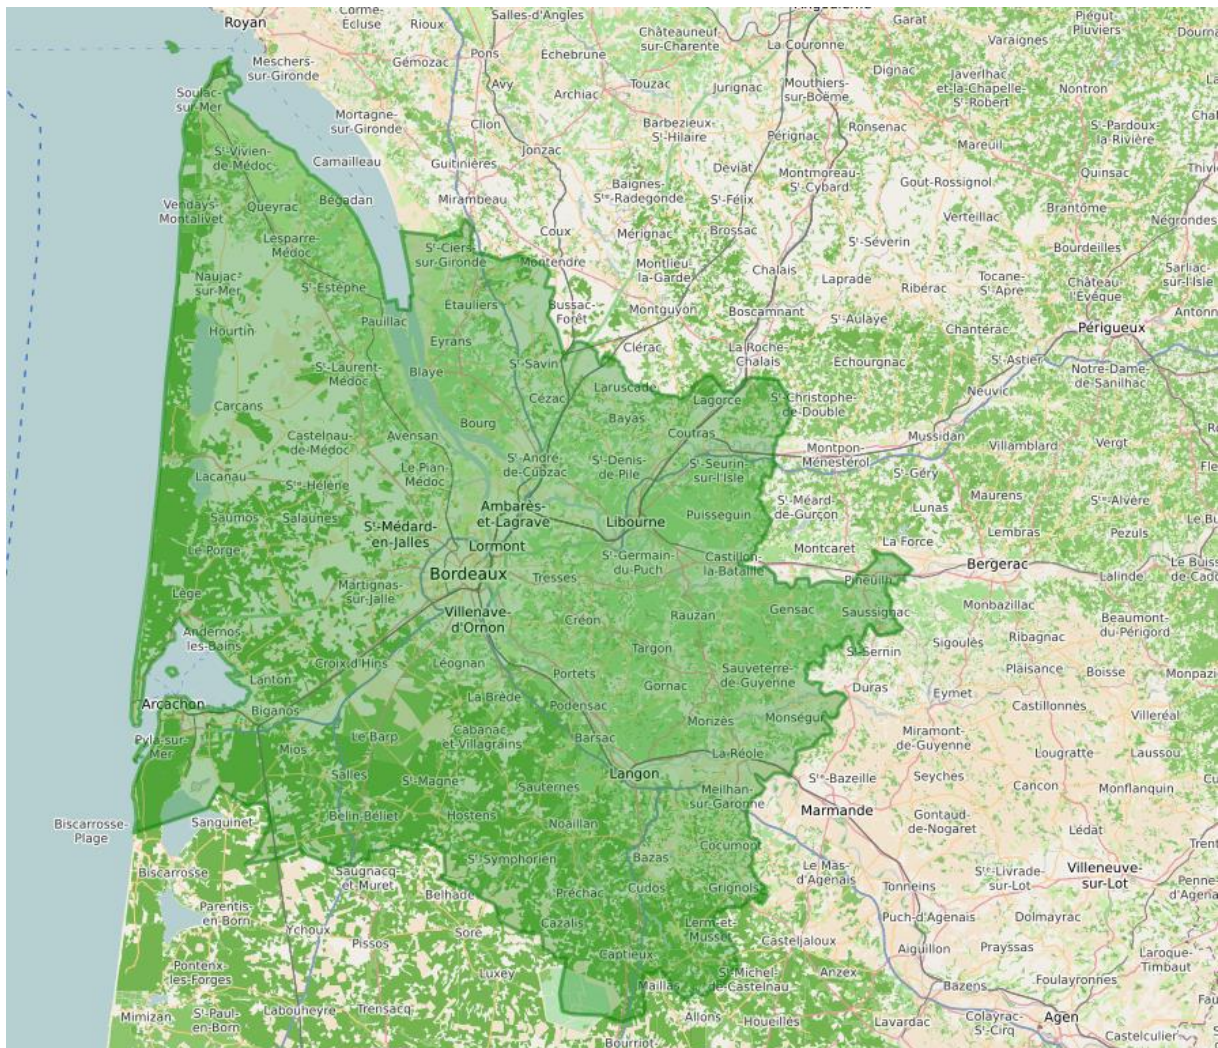 Royan
Corme-
Écluse
Rioux
Salles-d'Angles
Châteauneuf-
sur-Charente
La Couronne
Garat
Varaignes
Piégut
Pluviers
Meschers-
sur-Gironde
Gémozac
Pons
Échebrune
Avy
Archiac
Touzac
Jurignac
Mouthiers-
sur-Boëme
Dignac
Javerlhac
et-la-Chapelle-
Sᵗ-Robert
Nontron
Soulac-
sur-Mer
Mortagne-
sur-Gironde
Clion
Barbezieux-
Sᵗ-Hilaire
Pérignac
Ronsenac
Mareuil
Sᵗ-Pardoux-
la-Rivière
Sᵗ-Vivien-
de-Médoc
Camailleau
Guitinières
Jonzac
Deviat
Montmoreau-
Sᵗ-Cybard
Gout-Rossignol
Quinsac
Vendays-
Montalivet
Queyrac
Bégadan
Mirambeau
Baignes-
Sᵗᵉ-Radegonde
Sᵗ-Félix
Verteillac
Brantôme
Négrondes
Lesparre-
Médoc
Sᵗ-Ciers-
sur-Gironde
Coux
Mérignac
Brossac
Sᵗ-Séverin
Bourdeilles
Naujac-
sur-Mer
Sᵗ-Estèphe
Montendre
Montlieu-
la-Garde
Chalais
Laprade
Ribérac
Tocane-
Sᵗ-Apre
Château-
l'Évêque
Sarliac-
sur-l'Isle
Étauliers
Bussac-
Forêt
Montguyon
Boscamnant
Sᵗ-Aulaye
Chantérac
Périgueux
Hourtin
Pauillac
Eyrans
Clérac
La Roche-
Chalais
Échourgnac
Sᵗ-Astier
Sᵗ-Laurent-
Médoc
Blaye
Sᵗ-Savin
Laruscade
Neuvic
Notre-Dame-
de-Sanilhac
Carcans
Cézac
Lagorce
Sᵗ-Christophe-
de-Double
Castelnau-
de-Médoc
Avensan
Bourg
Bayas
Coutras
Montpon-
Ménestérol
Mussidan
Villamblard
Vergt
Lacanau
Sᵗᵉ-Hélène
Le Pian-
Médoc
Sᵗ-André-
de-Cubzac
Sᵗ-Denis-
de-Pile
Sᵗ-Seurin-
sur-l'Isle
Sᵗ-Géry
Maurens
Sᵗᵉ-Alvère
Saumos
Salaunes
Sᵗ-Médard-
en-Jalles
Ambarès-
et-Lagrave
Libourne
Puisseguin
Sᵗ-Méard-
de-Gurçon
Lunas
Lembras
Pezuls
Le Porge
Lormont
Sᵗ-Germain-
du-Puch
Castillon-
la-Bataille
Montcaret
La Force
Bergerac
Lalinde
Lège
Martignas-
sur-Jalle
Bordeaux
Tresses
Pineuilh
Monbazillac
Beaumont-
du-Périgord
Andernos
les-Bains
Villenave-
d'Ornon
Créon
Rauzan
Gensac
Saussignac
Sigoulès
Ribagnac
Croix d'Hins
Léognan
Targon
Sᵗ-Sernin
Plaisance
Boisse
Lanton
Portets
Gornac
Sauveterre-
de-Guyenne
Duras
Eymet
Castillonnès
Arcachon
Biganos
La Brède
Podensac
Morizès
Monségur
Villeréal
Pyla-sur-
Mer
Mios
Le Barp
Cabanac-
et-Villagrains
Barsac
La Réole
Miramont-
de-Guyenne
Lougratte
Laussou
Salles
Sᵗ-Magne
Sauternes
Langon
Meilhan-
sur-Garonne
Sᵗᵉ-Bazeille
Seyches
Cancon
Monflanquin
Biscarrosse-
Plage
Sanguinet
Belin-Béliet
Hostens
Noaillan
Marmande
Gontaud-
de-Nogaret
Lédat
Biscarrosse
Saugnacq-
et-Muret
Sᵗ-Symphorien
Bazas
Cocumont
Le Mas-
d'Agenais
Sᵗᵉ-Livrade-
sur-Lot
Villeneuve-
sur-Lot
Parentis-
en-Born
Belhade
Préchac
Cudos
Grignols
Tonneins
Ychoux
Pissos
Sore
Cazalis
Lerm-et-
Musset
Casteljaloux
Puch-d'Agenais
Dolmayrac
Pontenx-
les-Forges
Luxey
Captieux
Aiguillon
Prayssas
Laroque-
Timbaut
Mimizan
Sᵗ-Paul-
en-Born
Labouheyre
Trensacq
Maillas
Sᵗ-Michel-
de-Castelnau
Anzex
Bazens
Foulayronnes
Bourriot
Allons
Houeillès
Lavardac
Colayrac-
Sᵗ-Cirq
Agen
Castelculier